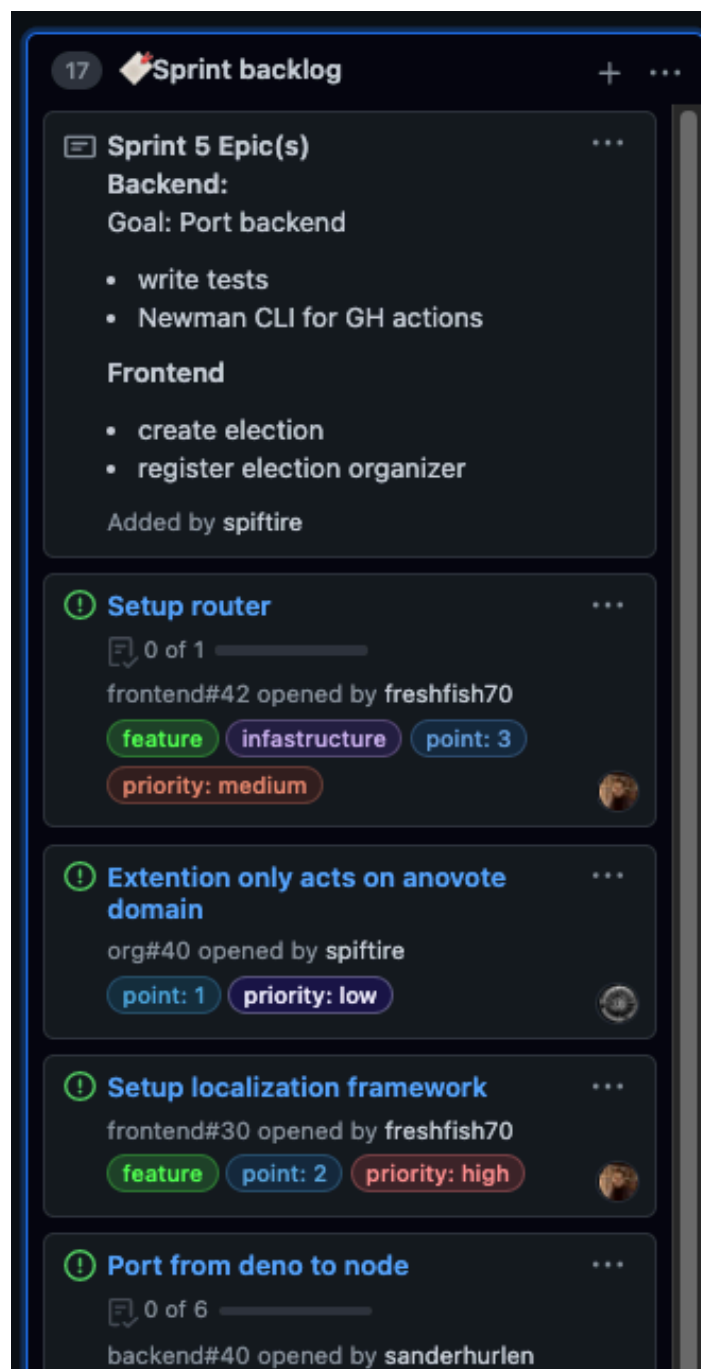 17 Sprint backlog
Sprint 5 Epic(s)
Backend:
Goal: Port backend
• write tests
• Newman CLI for GH actions
Frontend
• create election
• register election organizer
Added by spiftire
Setup router
0 of 1
frontend#42 opened by freshfish70
feature infastructure point: 3
priority: medium
Extention only acts on anovote
domain
org#40 opened by spiftire
point: 1 priority: low
Setup localization framework
frontend#30 opened by freshfish70
feature point: 2 priority: high
Port from deno to node
0 of 6
backend#40 opened by sanderhurlen